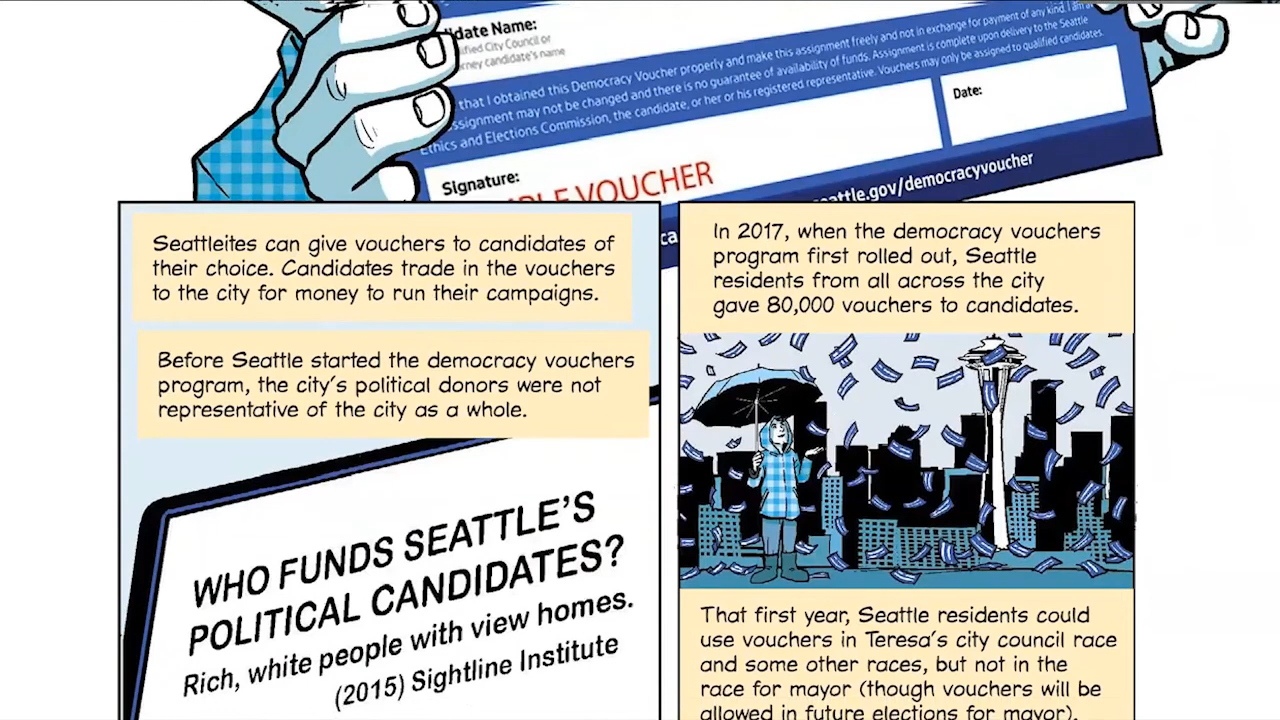 didate Name:
ified City Council or
rney candidate's name
that I obtained this Democracy Voucher properly and make this assignment freely and not in exchange for payment of any kind. I am
ssignment may not be changed and there is no guarantee of availability of funds. Assignment is complete upon delivery to the Seattle
Ethics and Elections Commission, the candidate, or her or his registered representative. Vouchers may only be assigned to qualified candidates.
Signature:
Date:
PLE VOUCHER
eattle.gov/democracyvoucher
ca
Seattleites can give vouchers to candidates of
their choice. Candidates trade in the vouchers
to the city for money to run their campaigns.
Before Seattle started the democracy vouchers
program, the city's political donors were not
representative of the city as a whole.
WHO FUNDS SEATTLE'S
POLITICAL CANDIDATES?
Rich, white people with view homes.
(2015) Sightline Institute
In 2017, when the democracy vouchers
program first rolled out, Seattle
residents from all across the city
gave 80,000 vouchers to candidates.
That first year, Seattle residents could
use vouchers in Teresa's city council race
and some other races, but not in the
race for mayor (though vouchers will be
allowed in future elections for mayor).